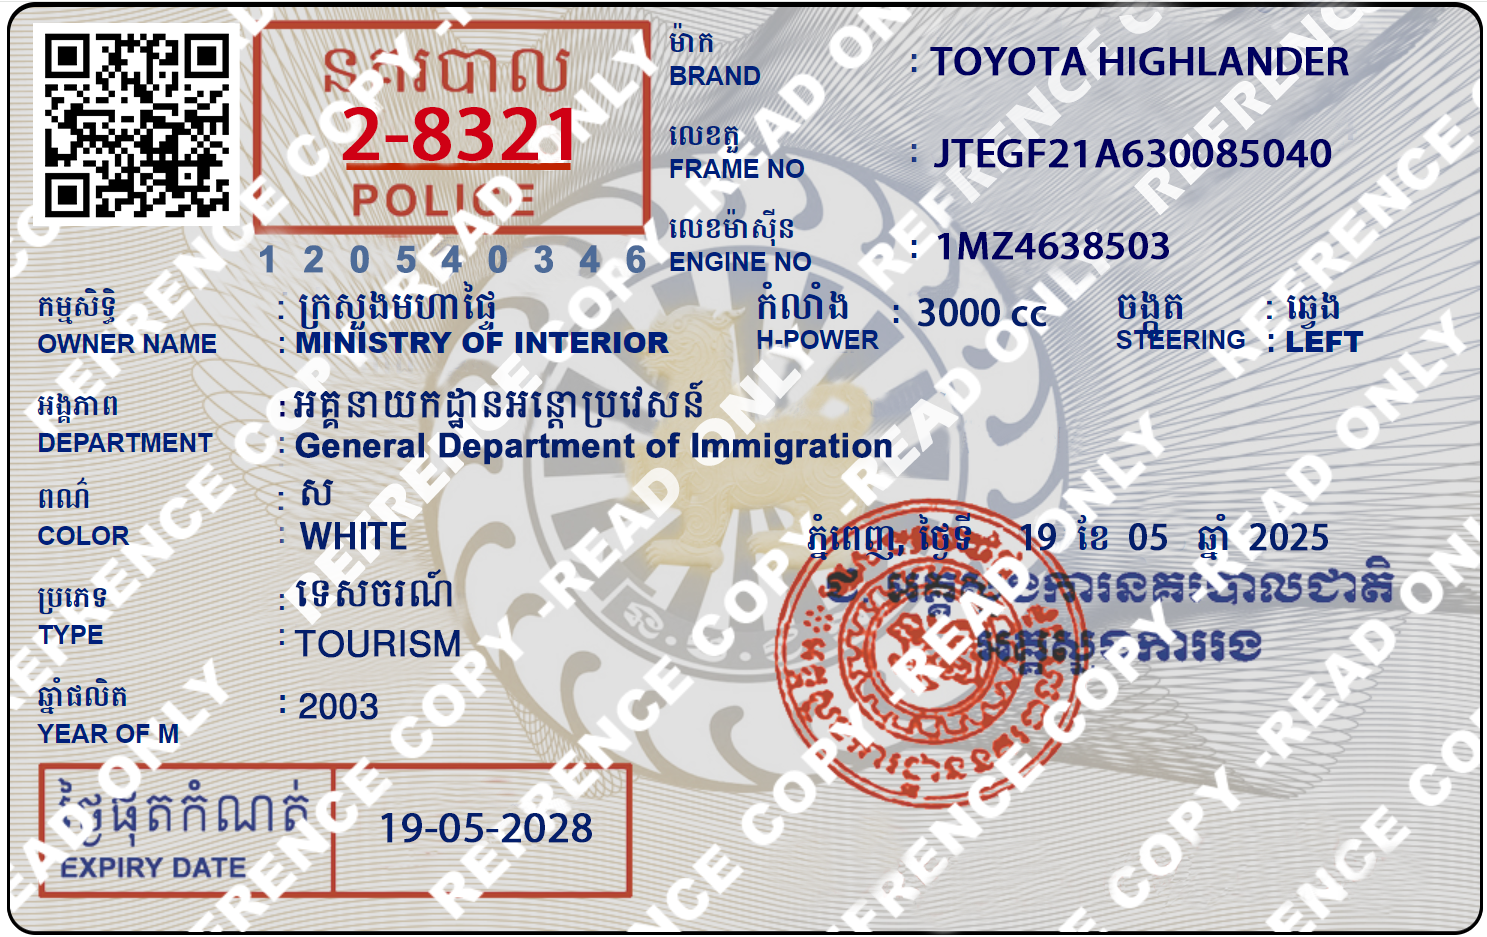 នគរបាល
2-8321
POLICE
1 2 0 5 4 0 3 4 6
ម៉ាក
BRAND : TOYOTA HIGHLANDER
លេខតួ
FRAME NO : JTEGF21A630085040
លេខម៉ាស៊ីន
ENGINE NO : 1MZ4638503
កម្មសិទ្ធិ : ក្រសួងមហាផ្ទៃ
OWNER NAME : MINISTRY OF INTERIOR
កំលាំង : 3000 cc
H-POWER
ចង្កូត : ឆ្វេង
STEERING : LEFT
អង្គភាព : អគ្គនាយកដ្ឋានអន្តោប្រវេសន៍
DEPARTMENT : General Department of Immigration
ពណ៌ : ស
COLOR : WHITE
ប្រភេទ : ទេសចរណ៍
TYPE : TOURISM
ឆ្នាំផលិត : 2003
YEAR OF M
ភ្នំពេញ, ថ្ងៃទី 19 ខែ 05 ឆ្នាំ 2025
ជ. អគ្គស្នងការនគរបាលជាតិ
អគ្គស្នងការរង
ថ្ងៃផុតកំណត់
EXPIRY DATE
19-05-2028
REFRENCE COPY -READ ONLY